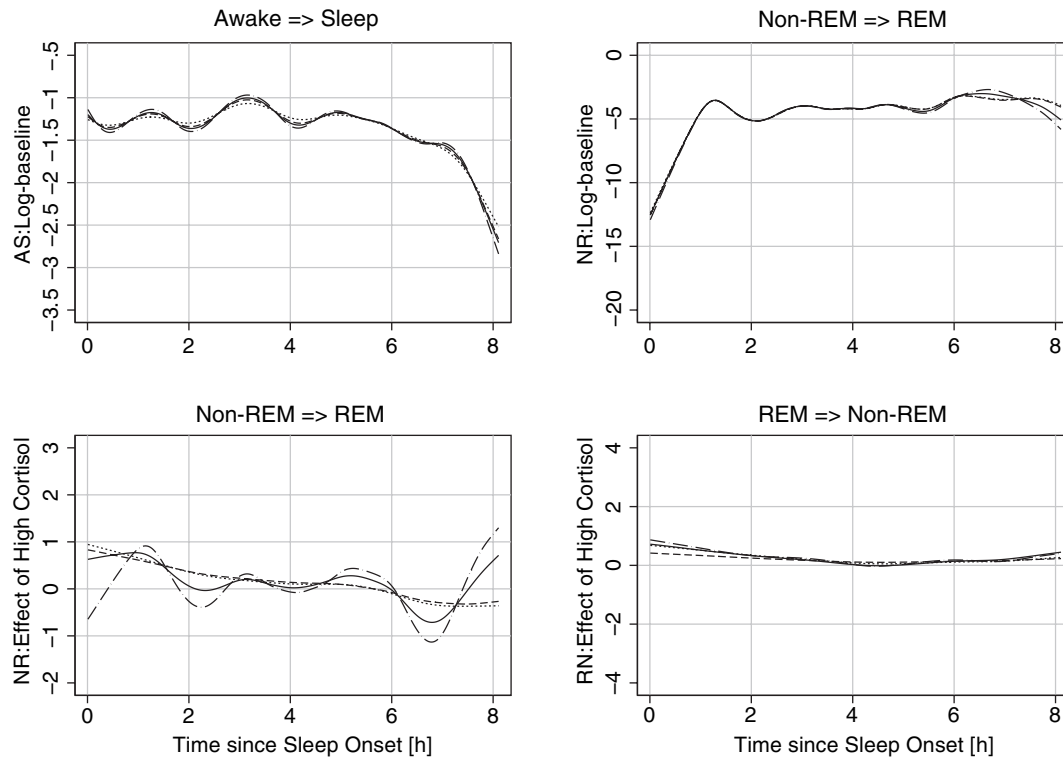 Awake => Sleep
AS:Log-baseline
−.5
−1
−1.5
−2
−2.5
−3
−3.5
0 2 4 6 8
Non-REM => REM
NR:Log-baseline
0
−5
−10
−15
−20
0 2 4 6 8
Non-REM => REM
NR:Effect of High Cortisol
3
2
1
0
−1
−2
0 2 4 6 8
Time since Sleep Onset [h]
REM => Non-REM
RN:Effect of High Cortisol
4
2
0
−2
−4
0 2 4 6 8
Time since Sleep Onset [h]